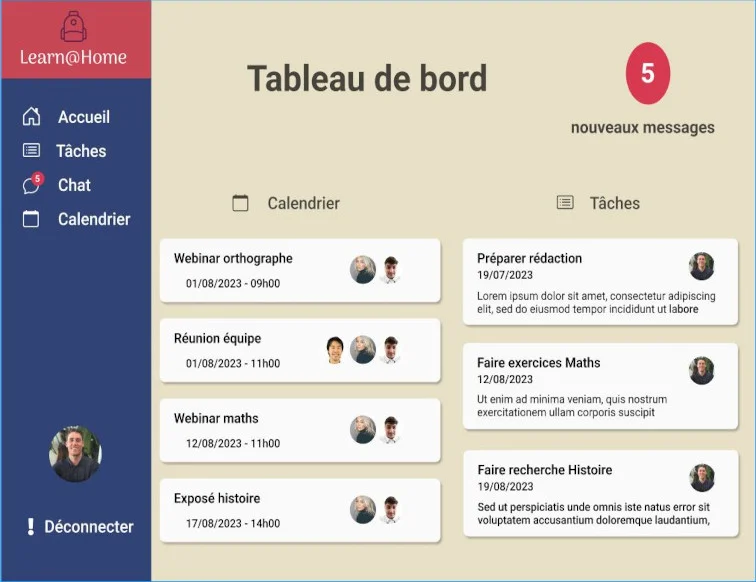 Learn@Home
Accueil
Tâches
5
Chat
Calendrier
Déconnecter
Tableau de bord
5
nouveaux messages
Calendrier
Webinar orthographe
01/08/2023 - 09h00
Réunion équipe
01/08/2023 - 11h00
Webinar maths
12/08/2023 - 11h00
Exposé histoire
17/08/2023 - 14h00
Tâches
Préparer rédaction
19/07/2023
Lorem ipsum dolor sit amet, consectetur adipiscing
elit, sed do eiusmod tempor incididunt ut labore
Faire exercices Maths
12/08/2023
Ut enim ad minima veniam, quis nostrum
exercitationem ullam corporis suscipit
Faire recherche Histoire
19/08/2023
Sed ut perspiciatis unde omnis iste natus error sit
voluptatem accusantium doloremque laudantium,